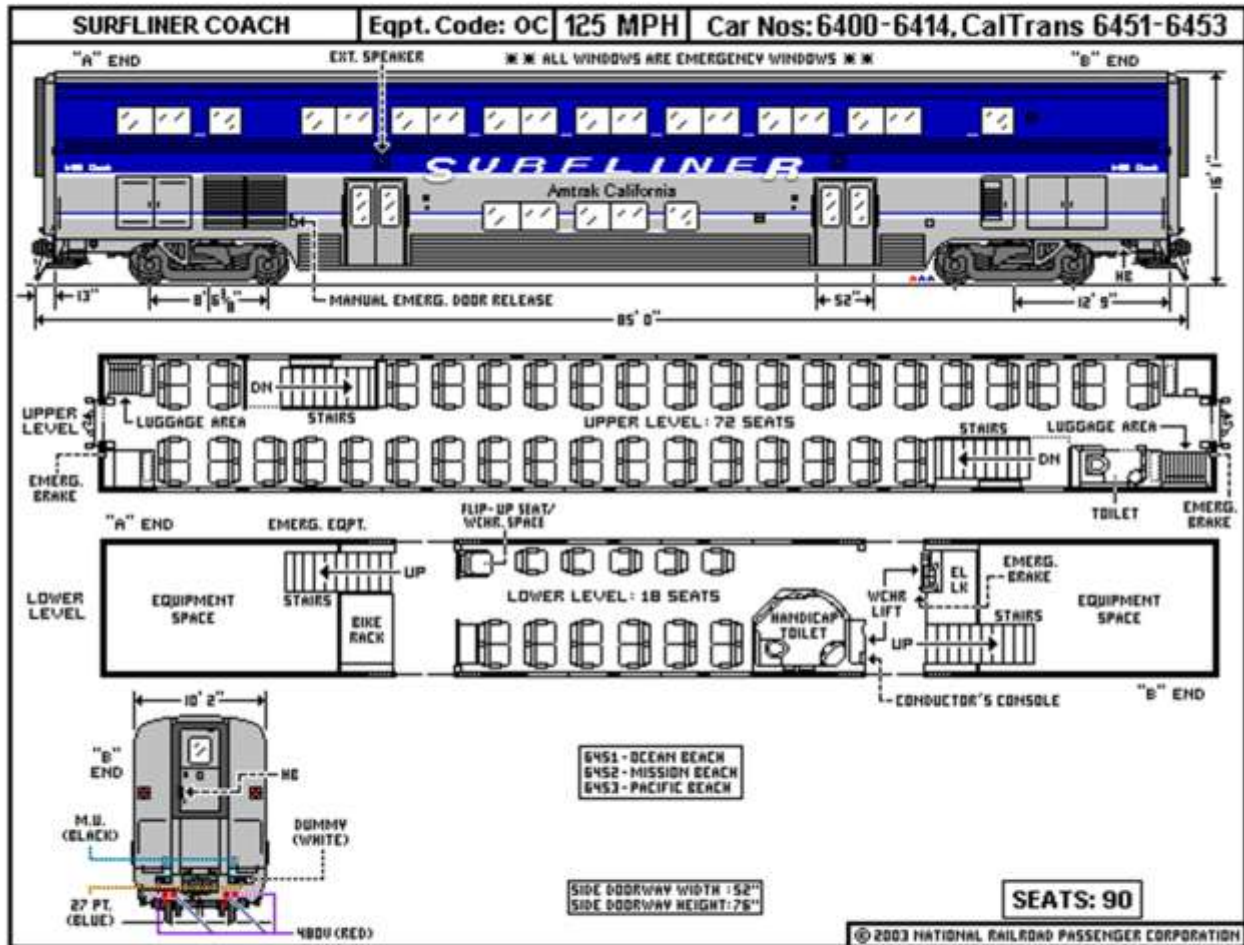 SURFLINER COACH
Eqpt. Code: OC
125 MPH
Car Nos: 6400-6414, CalTrans 6451-6453
"A" END
EXT. SPEAKER
** ALL WINDOWS ARE EMERGENCY WINDOWS **
"B" END
SURFLINER
Amtrak California
16' 1"
HB
13"
MANUAL EMERG. DOOR RELEASE
52"
12' 9"
85' 0"
UPPER LEVEL
LUGGAGE AREA
DN
STAIRS
UPPER LEVEL: 72 SEATS
STAIRS
LUGGAGE AREA
DN
EMERG. BRAKE
TOILET
EMERG. BRAKE
"A" END
EMERG. EQPT.
FLIP-UP SEAT/
WCHR. SPACE
LOWER LEVEL
EQUIPMENT SPACE
STAIRS
UP
BIKE RACK
LOWER LEVEL: 18 SEATS
HANDICAP TOILET
WCHR LIFT
EL LK
EMERG. BRAKE
STAIRS
UP
EQUIPMENT SPACE
CONDUCTOR'S CONSOLE
"B" END
10' 2"
"B" END
HB
M.U. (BLACK)
DUMMY (WHITE)
27 PT. (BLUE)
480V (RED)
6451 - OCEAN BEACH
6452 - MISSION BEACH
6453 - PACIFIC BEACH
SIDE DOORWAY WIDTH : 52"
SIDE DOORWAY HEIGHT: 76"
SEATS: 90
© 2003 NATIONAL RAILROAD PASSENGER CORPORATION